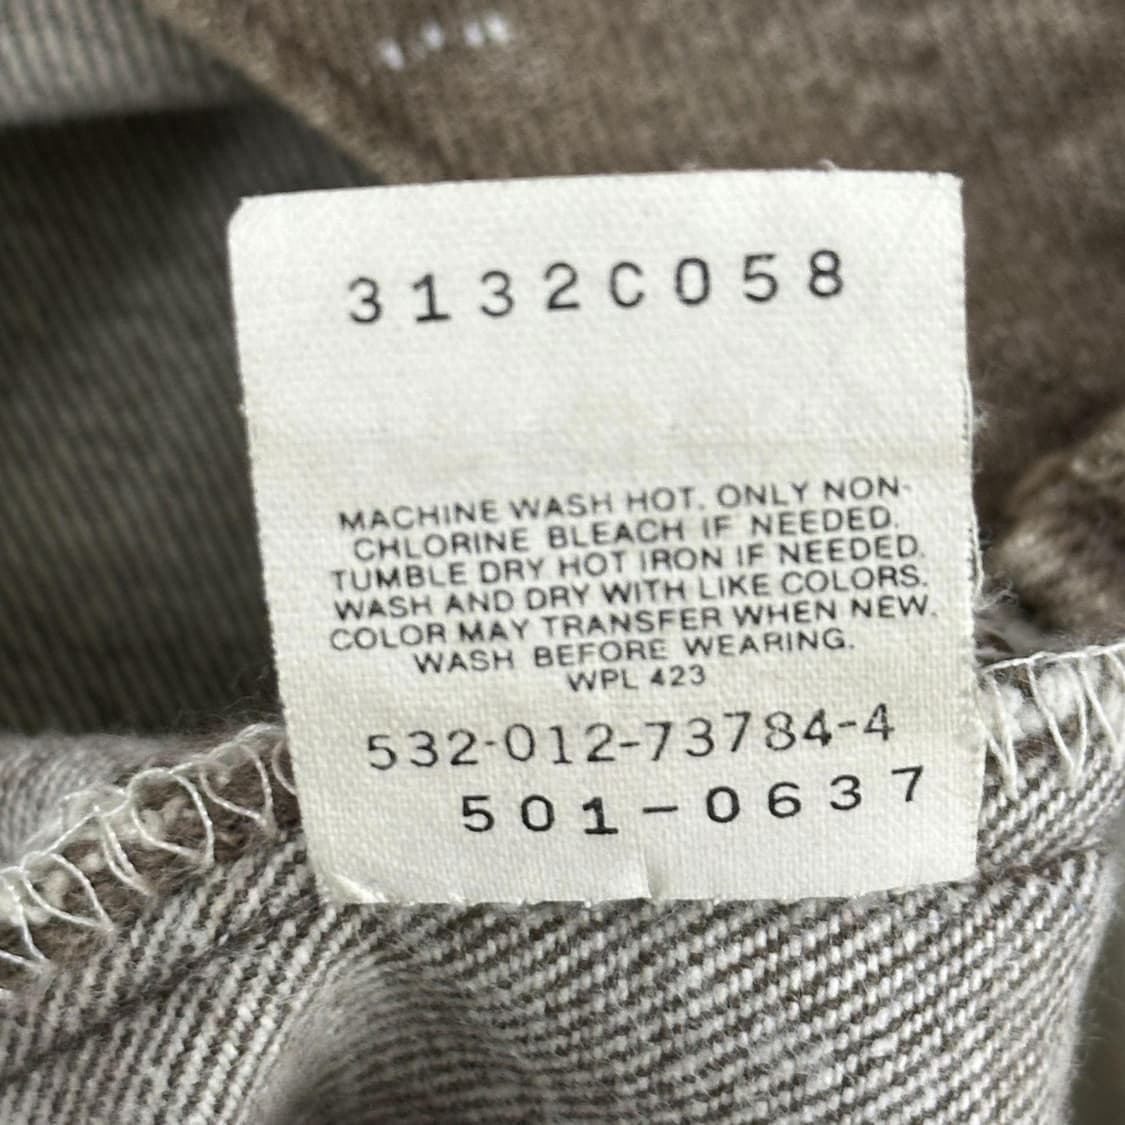 3132C058
MACHINE WASH HOT. ONLY NON-
CHLORINE BLEACH IF NEEDED.
TUMBLE DRY HOT IRON IF NEEDED.
WASH AND DRY WITH LIKE COLORS.
COLOR MAY TRANSFER WHEN NEW.
WASH BEFORE WEARING.
WPL 423
532-012-73784-4
501-0637